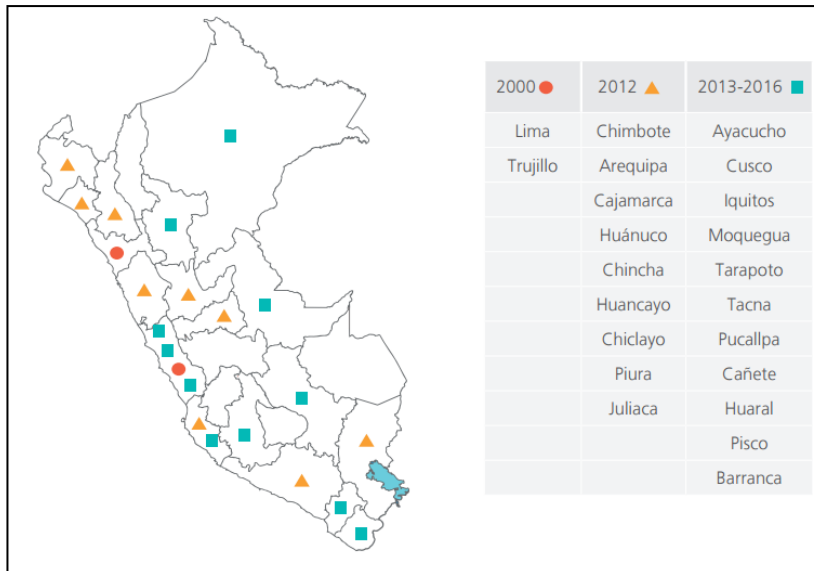 2000 2012 2013-2016
Lima Chimbote Ayacucho
Trujillo Arequipa Cusco
Cajamarca Iquitos
Huánuco Moquegua
Chincha Tarapoto
Huancayo Tacna
Chiclayo Pucallpa
Piura Cañete
Juliaca Huaral
Pisco
Barranca